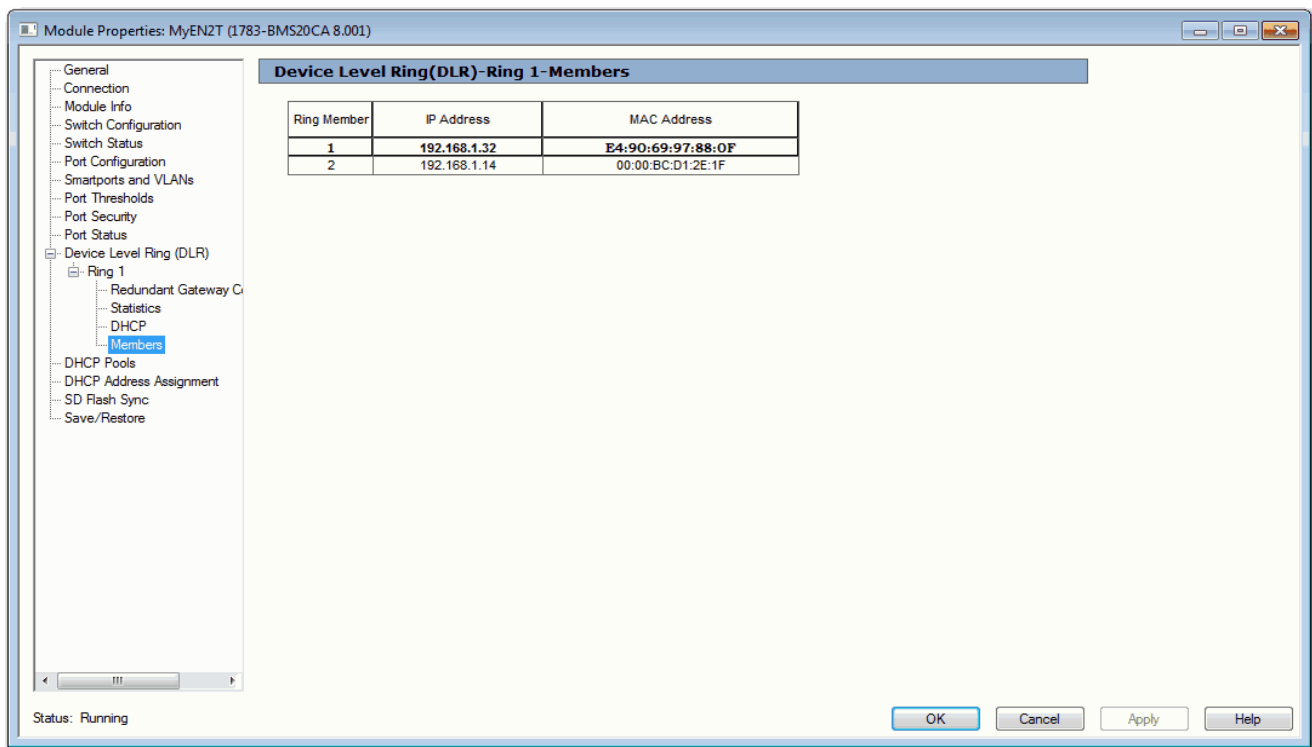 Module Properties: MyEN2T (1783-BMS20CA 8.001)
General
Connection
Module Info
Switch Configuration
Switch Status
Port Configuration
Smartports and VLANs
Port Thresholds
Port Security
Port Status
Device Level Ring (DLR)
Ring 1
Redundant Gateway C
Statistics
DHCP
Members
DHCP Pools
DHCP Address Assignment
SD Flash Sync
Save/Restore
Device Level Ring(DLR)-Ring 1-Members
Ring Member IP Address MAC Address
1 192.168.1.32 E4:90:69:97:88:0F
2 192.168.1.14 00:00:BC:D1:2E:1F
Status: Running
OK Cancel Apply Help